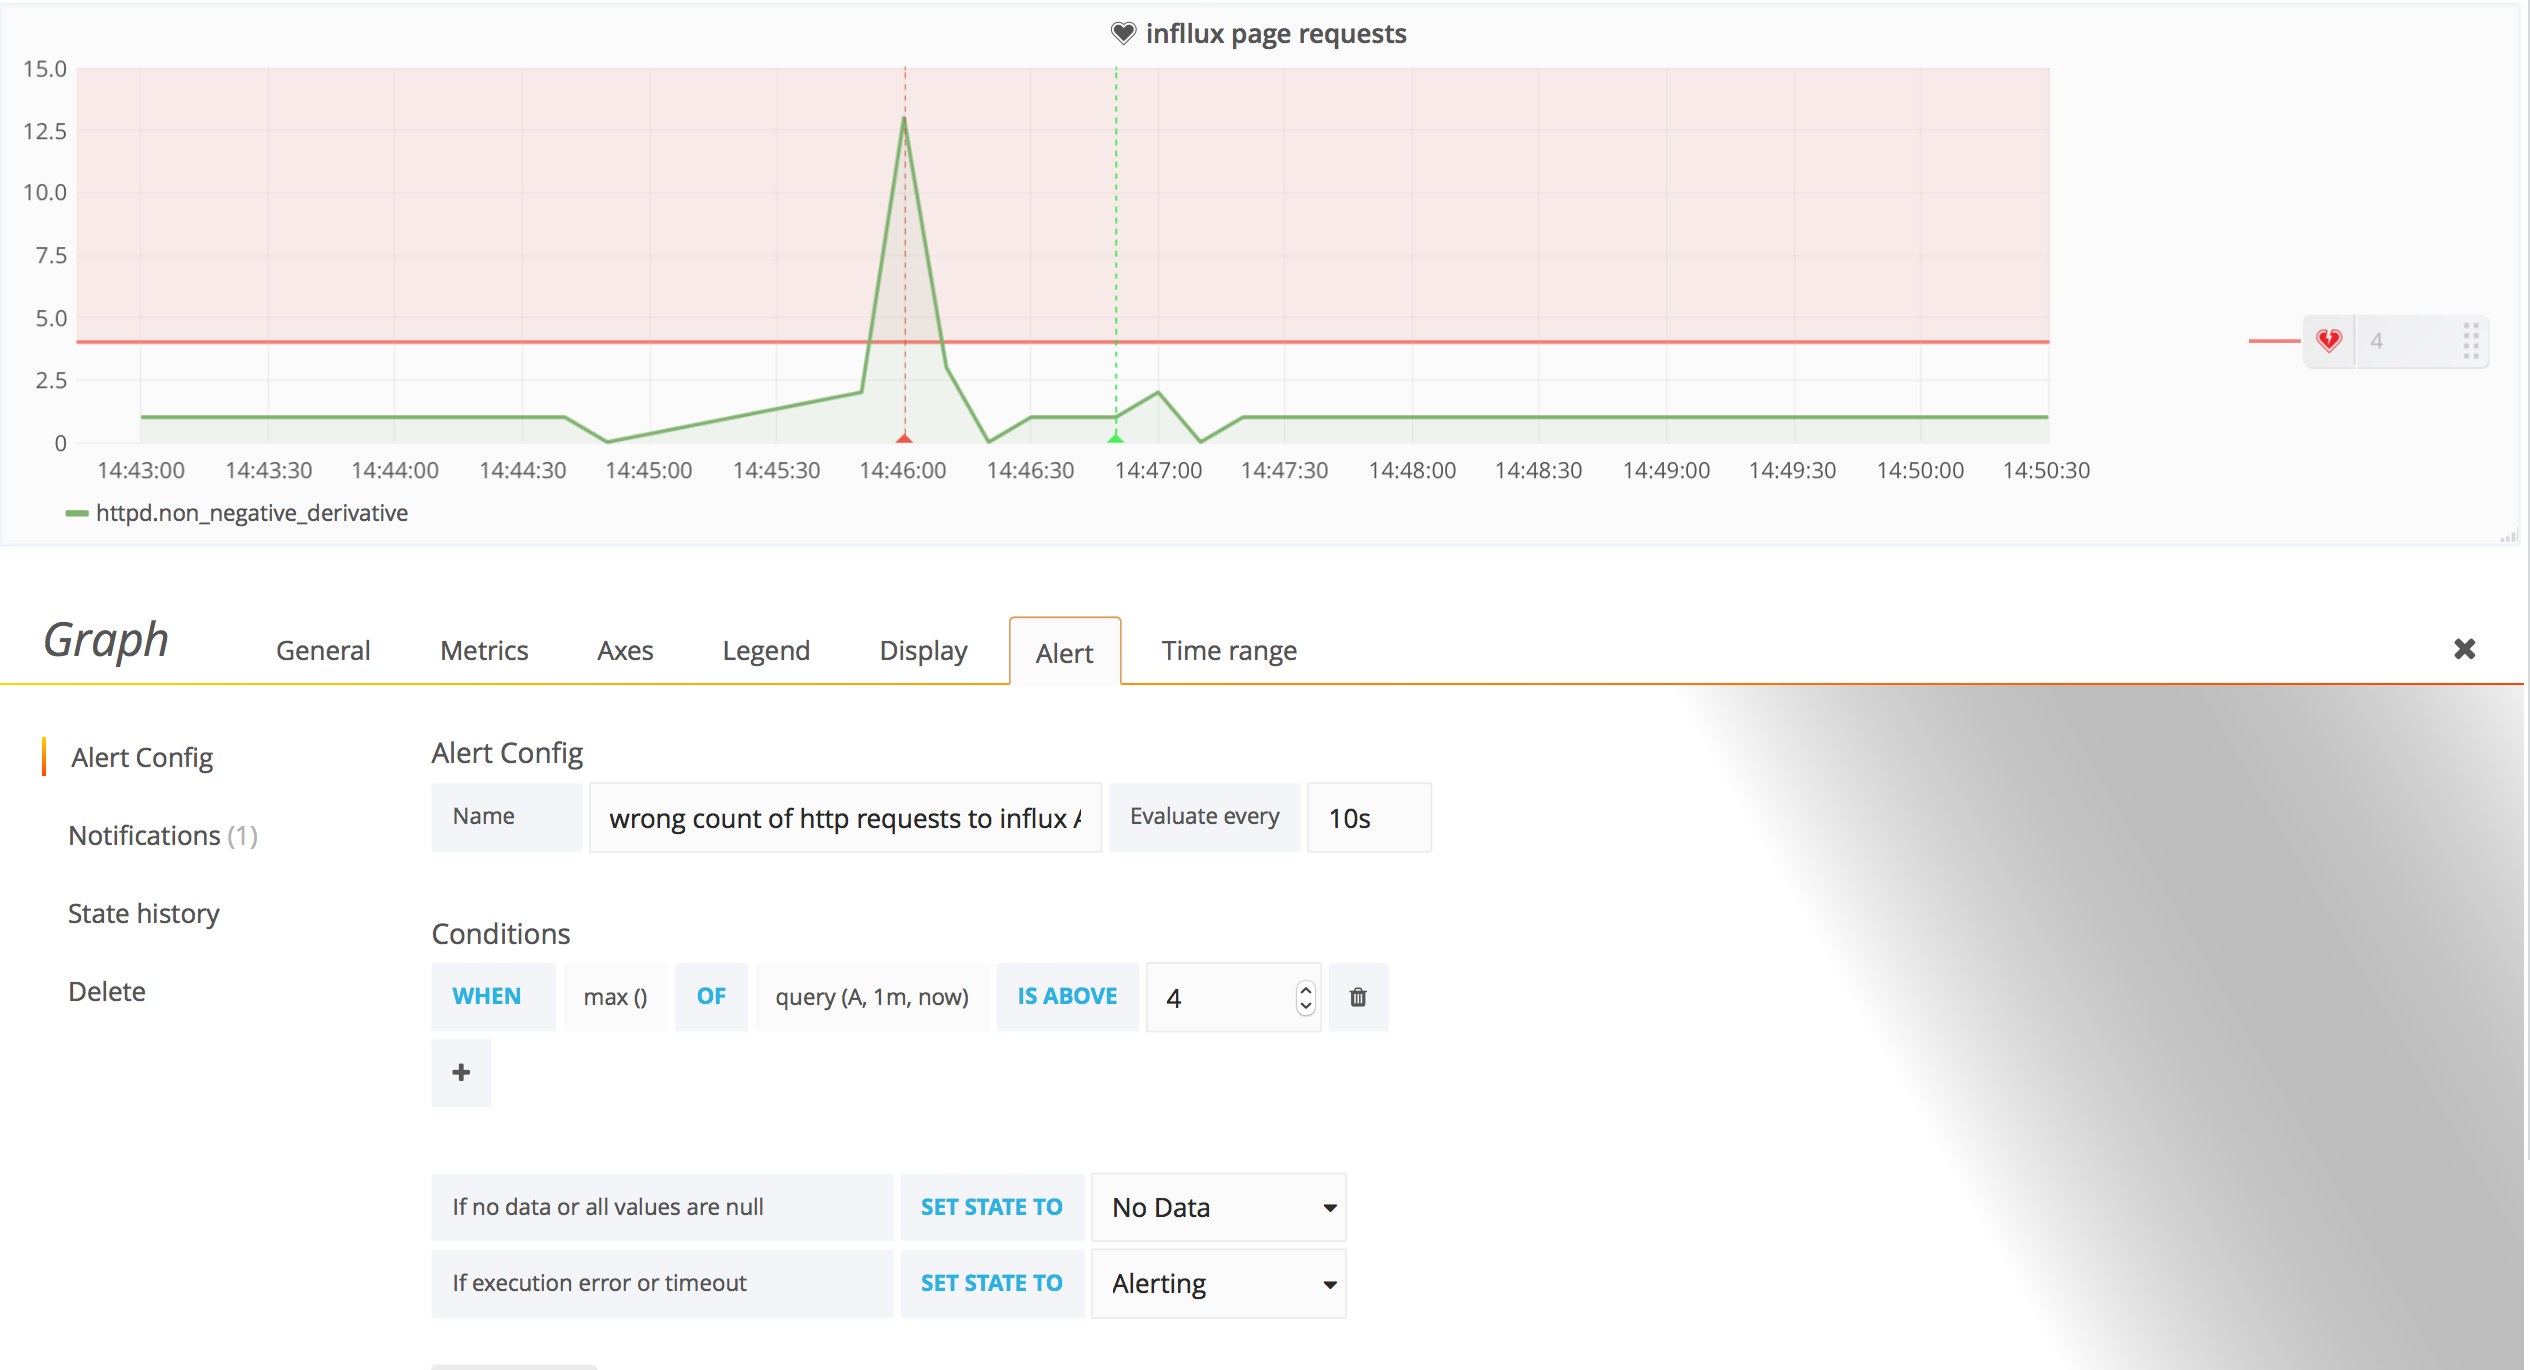 infllux page requests
15.0
12.5
10.0
7.5
5.0
2.5
0
4
14:43:00 14:43:30 14:44:00 14:44:30 14:45:00 14:45:30 14:46:00 14:46:30 14:47:00 14:47:30 14:48:00 14:48:30 14:49:00 14:49:30 14:50:00 14:50:30
httpd.non_negative_derivative
Graph General Metrics Axes Legend Display Alert Time range
Alert Config
Notifications (1)
State history
Delete
Alert Config
Name wrong count of http requests to influx Evaluate every 10s
Conditions
WHEN max () OF query (A, 1m, now) IS ABOVE 4
If no data or all values are null SET STATE TO No Data
If execution error or timeout SET STATE TO Alerting